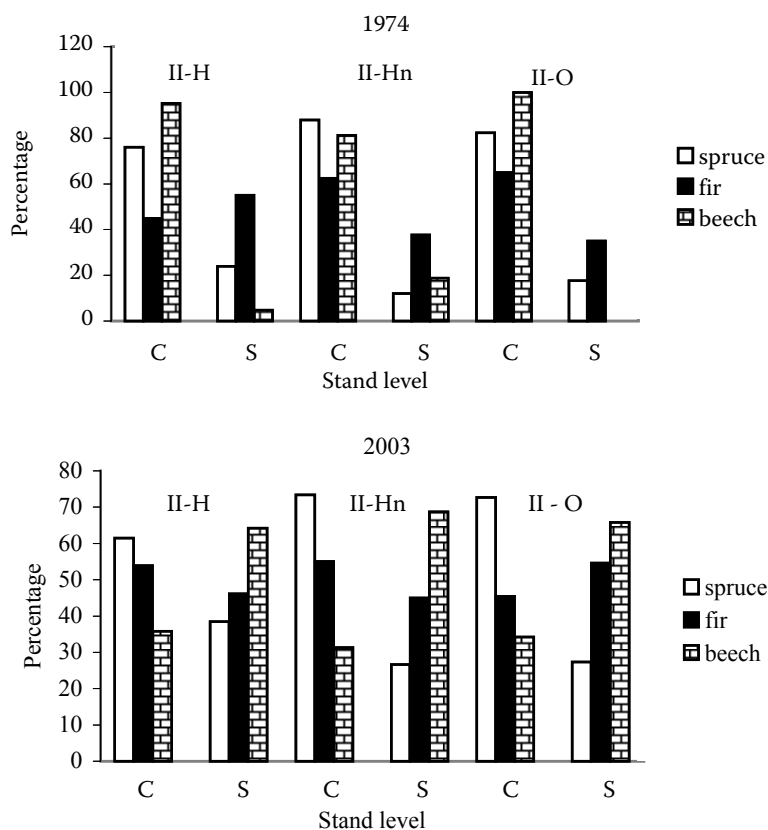 1974
120
100
80
60
40
20
0
Percentage
II-H
II-Hn
II-O
C
S
C
S
C
S
Stand level
spruce
fir
beech
2003
80
70
60
50
40
30
20
10
0
Percentage
II-H
II-Hn
II - O
C
S
C
S
C
S
Stand level
spruce
fir
beech